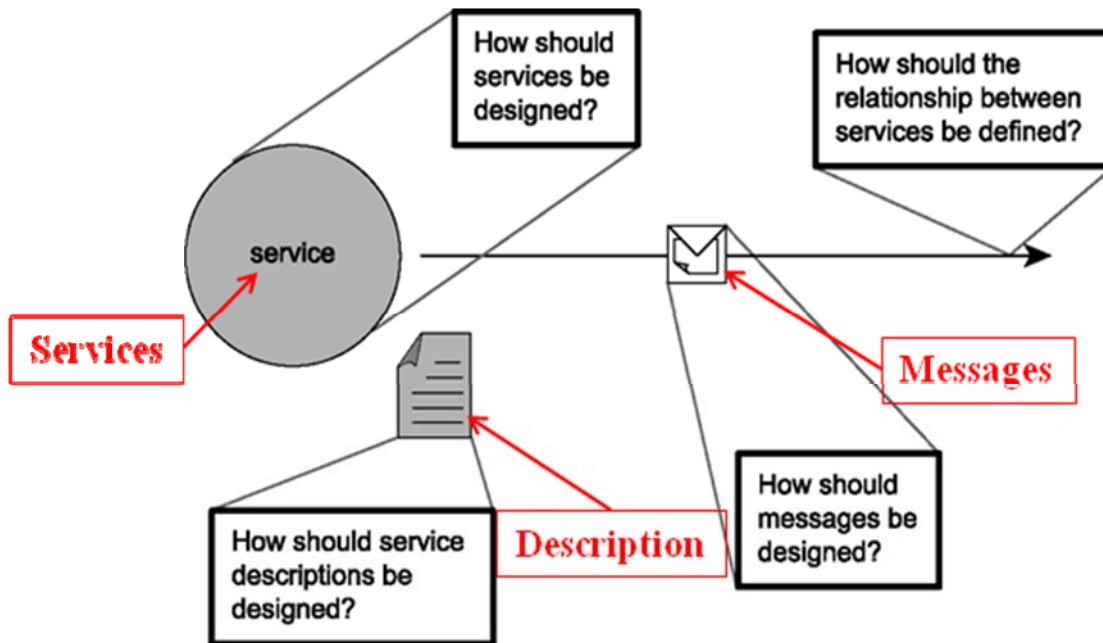 How should
services be
designed?
How should the
relationship between
services be defined?
service
Services
Messages
How should
messages be
designed?
Description
How should service
descriptions be
designed?